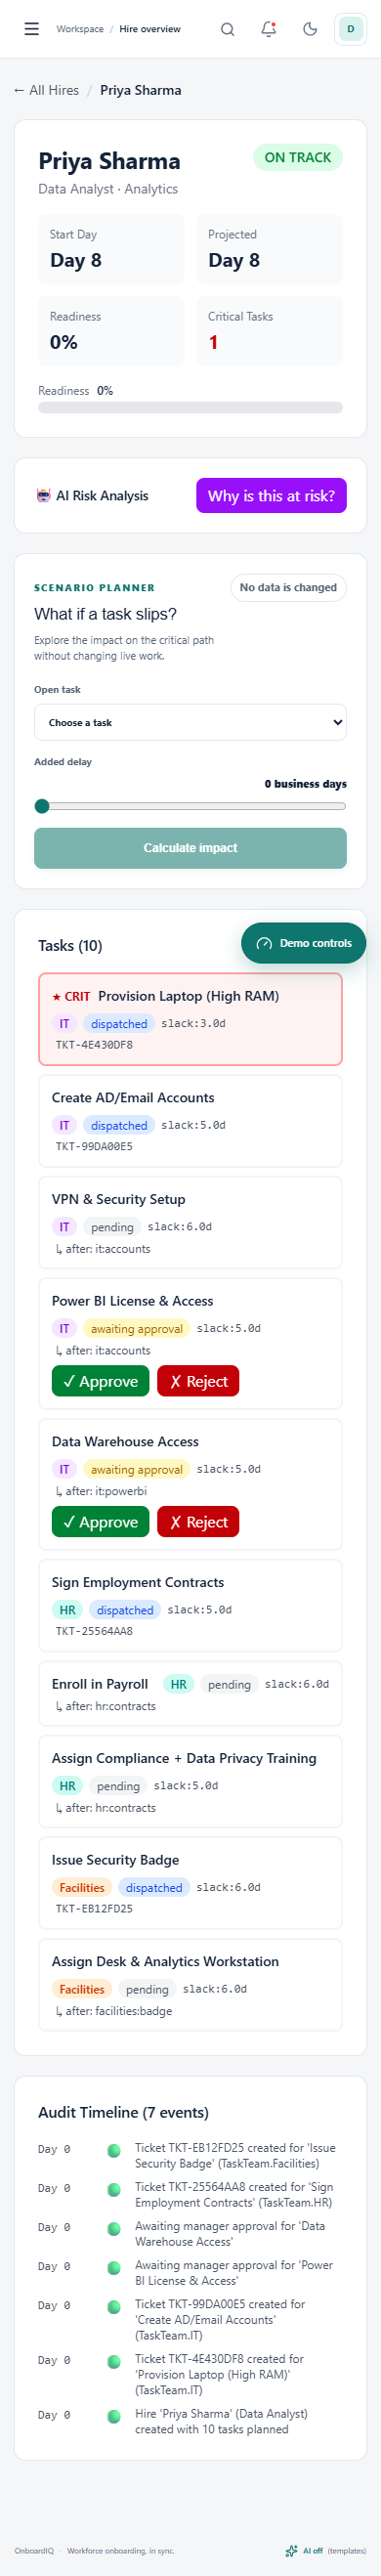 Workspace / Hire overview
D
← All Hires / Priya Sharma
Priya Sharma
ON TRACK
Data Analyst · Analytics
Start Day
Day 8
Projected
Day 8
Readiness
0%
Critical Tasks
1
Readiness 0%
AI Risk Analysis
Why is this at risk?
SCENARIO PLANNER
No data is changed
What if a task slips?
Explore the impact on the critical path
without changing live work.
Open task
Choose a task
Added delay
0 business days
Calculate impact
Tasks (10)
Demo controls
★ CRIT Provision Laptop (High RAM)
IT dispatched slack:3.0d
TKT-4E430DF8
Create AD/Email Accounts
IT dispatched slack:5.0d
TKT-99DA00E5
VPN & Security Setup
IT pending slack:6.0d
↳ after: it:accounts
Power BI License & Access
IT awaiting approval slack:5.0d
↳ after: it:accounts
✓ Approve ✗ Reject
Data Warehouse Access
IT awaiting approval slack:5.0d
↳ after: it:powerbi
✓ Approve ✗ Reject
Sign Employment Contracts
HR dispatched slack:5.0d
TKT-25564AA8
Enroll in Payroll HR pending slack:6.0d
↳ after: hr:contracts
Assign Compliance + Data Privacy Training
HR pending slack:5.0d
↳ after: hr:contracts
Issue Security Badge
Facilities dispatched slack:6.0d
TKT-EB12FD25
Assign Desk & Analytics Workstation
Facilities pending slack:6.0d
↳ after: facilities:badge
Audit Timeline (7 events)
Day 0 Ticket TKT-EB12FD25 created for 'Issue
Security Badge' (TaskTeam.Facilities)
Day 0 Ticket TKT-25564AA8 created for 'Sign
Employment Contracts' (TaskTeam.HR)
Day 0 Awaiting manager approval for 'Data
Warehouse Access'
Day 0 Awaiting manager approval for 'Power
BI License & Access'
Day 0 Ticket TKT-99DA00E5 created for
'Create AD/Email Accounts'
(TaskTeam.IT)
Day 0 Ticket TKT-4E430DF8 created for
'Provision Laptop (High RAM)'
(TaskTeam.IT)
Day 0 Hire 'Priya Sharma' (Data Analyst)
created with 10 tasks planned
OnboardIQ · Workforce onboarding, in sync.
AI off (templates)